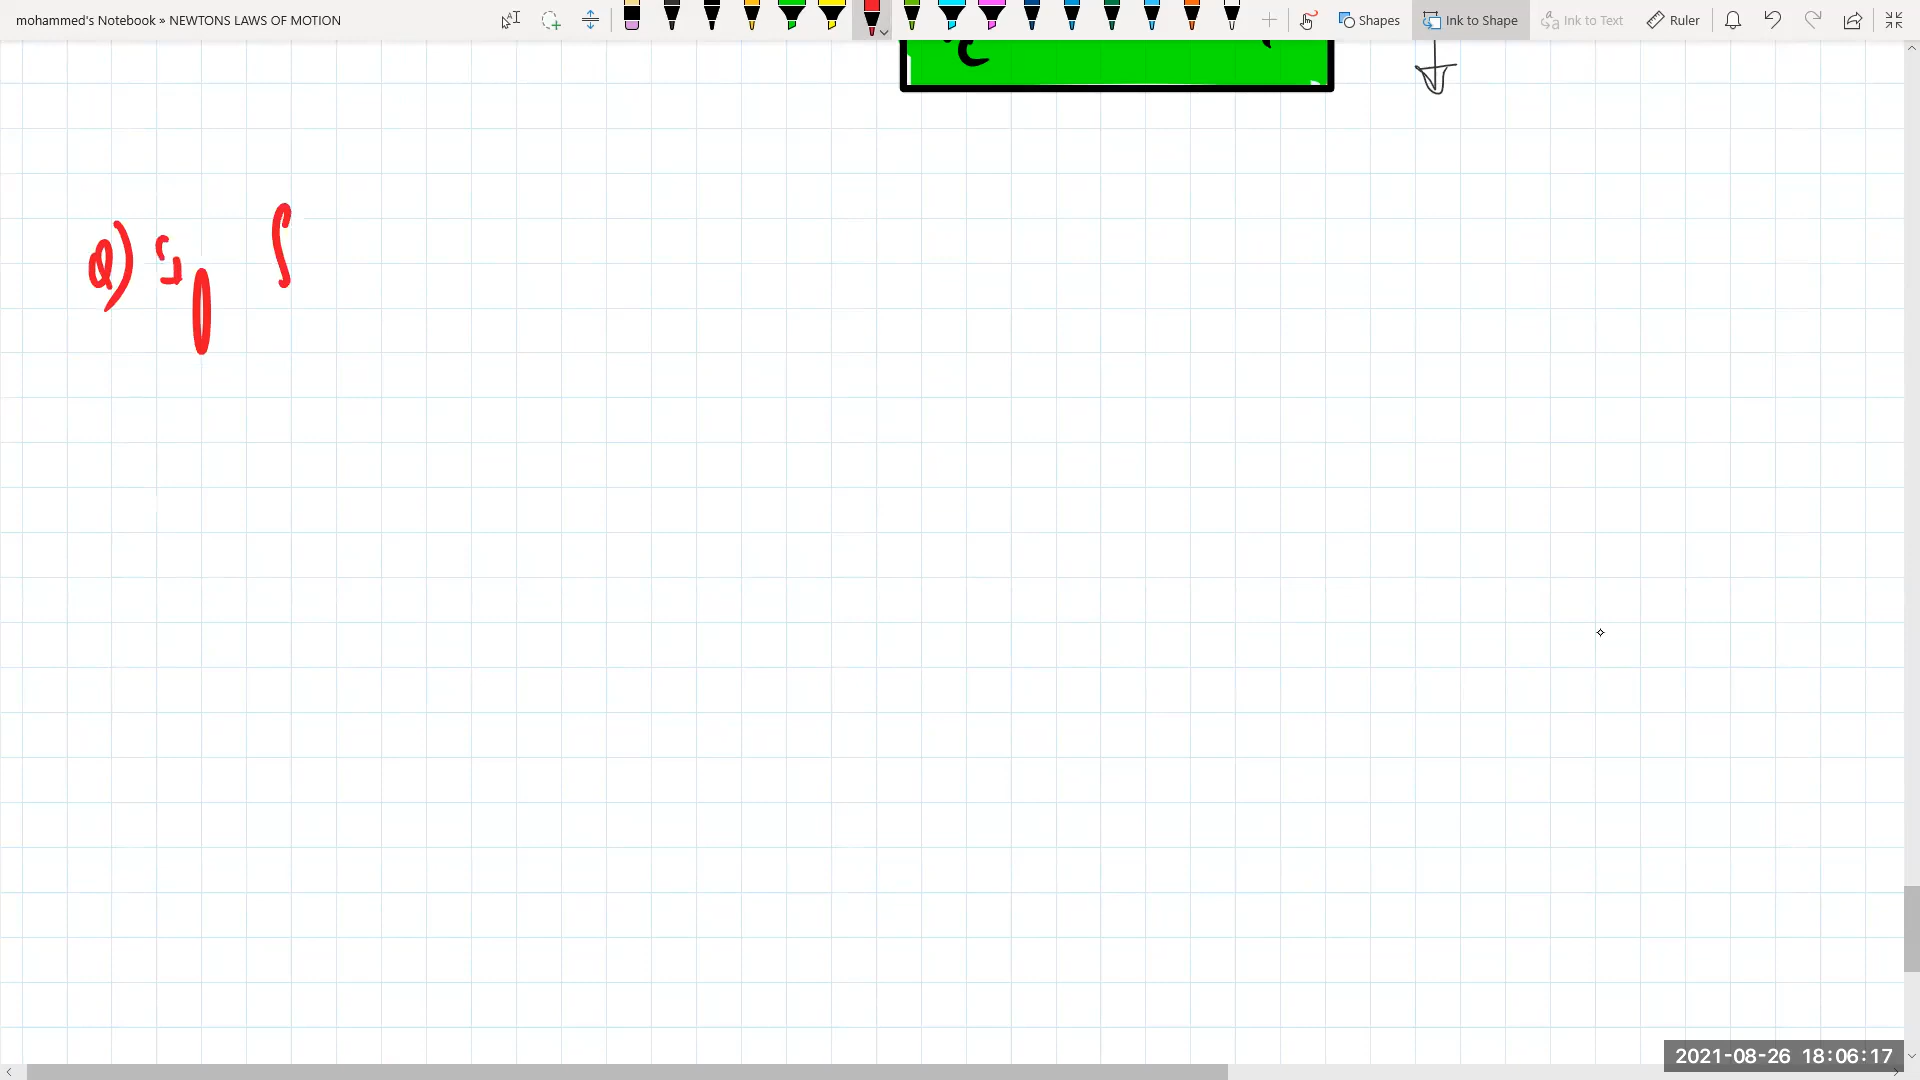 mohammed's Notebook » NEWTONS LAWS OF MOTION
Shapes
Ink to Shape
Ink to Text
Ruler
Q)
2021-08-26 18:06:17